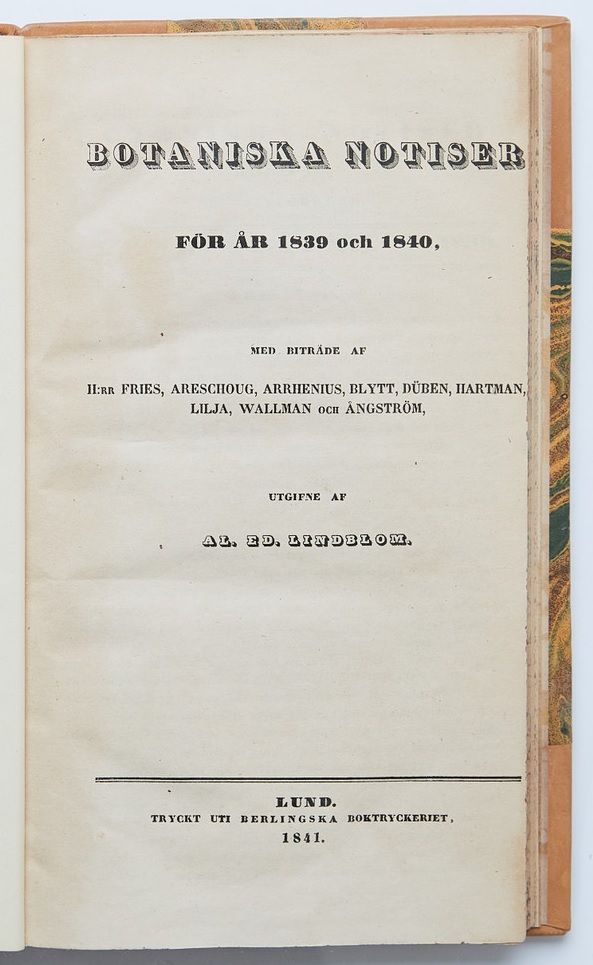 BOTANISKA NOTISER
FÖR ÅR 1839 och 1840,
MED BITRÄDE AF
H:RR FRIES, ARESCHOUG, ARRHENIUS, BLYTT, DÜBEN, HARTMAN,
LILJA, WALLMAN OCH ÅNGSTRÖM,
UTGIFNE AF
AL. ED. LINDBLOM.
LUND.
TRYCKT UTI BERLINGSKA BOKTRYCKERIET,
1841.